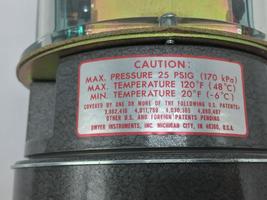 CAUTION:
MAX. PRESSURE 25 PSIG (170 kPa)
MAX. TEMPERATURE 120°F (48°C)
MIN. TEMPERATURE 20°F (-6°C)
COVERED BY ONE OR MORE OF THE FOLLOWING U.S. PATENTS:
OTHER U.S. AND FOREIGN PATENTS PENDING
DWYER INSTRUMENTS, INC. MICHIGAN CITY, IN 46360, U.S.A.